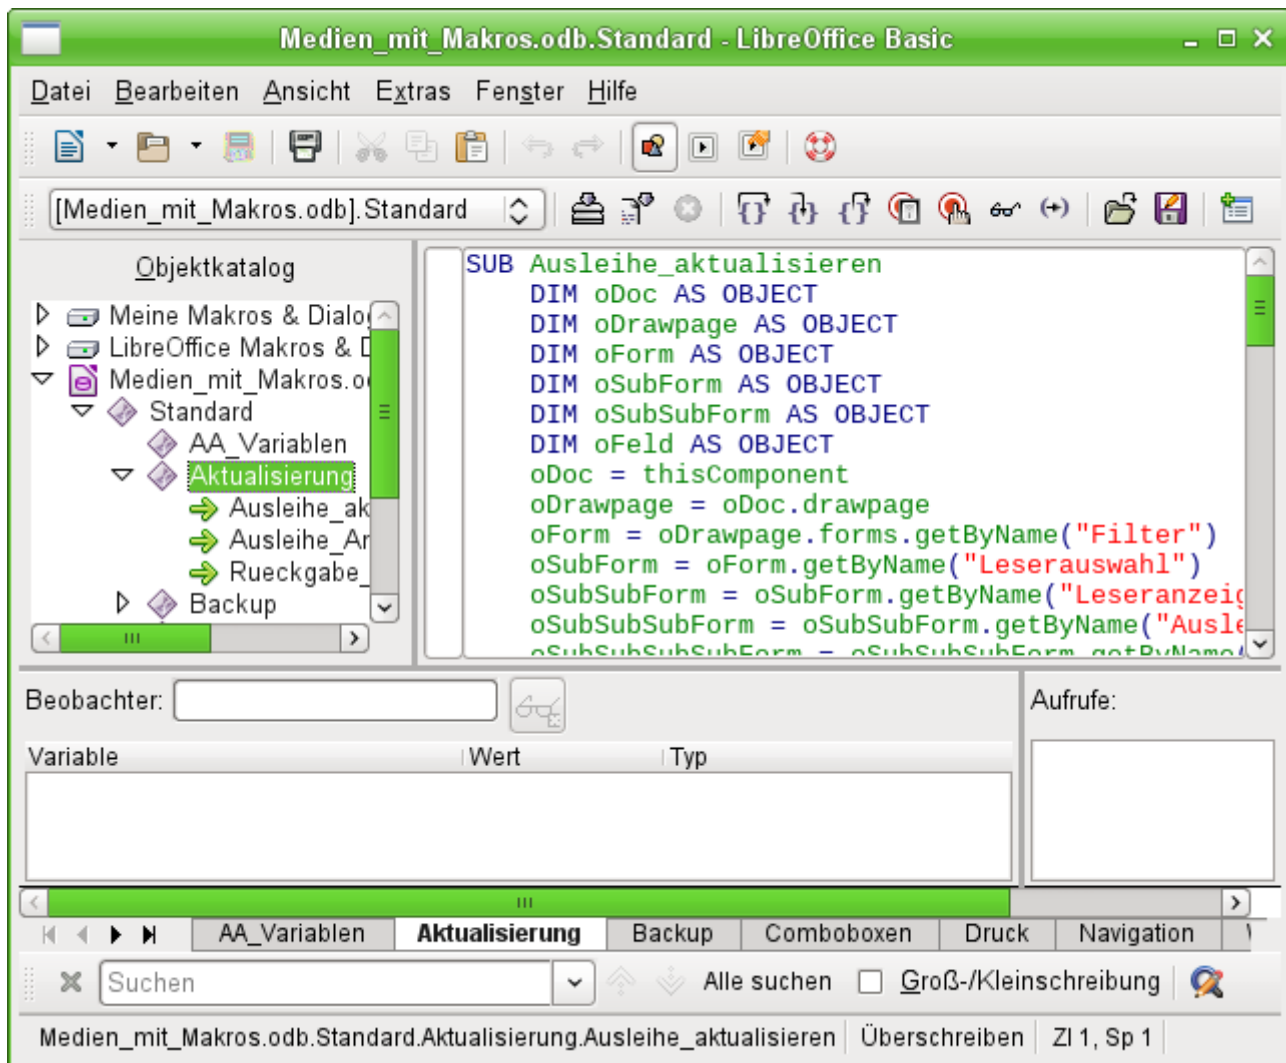 Medien_mit_Makros.odb.Standard - LibreOffice Basic
Datei Bearbeiten Ansicht Extras Fenster Hilfe
[Medien_mit_Makros.odb].Standard
Objektkatalog
Meine Makros & Dialo
LibreOffice Makros & D
Medien_mit_Makros.o
Standard
AA_Variablen
Aktualisierung
Ausleihe_ak
Ausleihe_Ar
Rueckgabe_
Backup
SUB Ausleihe_aktualisieren
DIM oDoc AS OBJECT
DIM oDrawpage AS OBJECT
DIM oForm AS OBJECT
DIM oSubForm AS OBJECT
DIM oSubSubForm AS OBJECT
DIM oFeld AS OBJECT
oDoc = thisComponent
oDrawpage = oDoc.drawpage
oForm = oDrawpage.forms.getByName("Filter")
oSubForm = oForm.getByName("Leserauswahl")
oSubSubForm = oSubForm.getByName("Leseranzeig
oSubSubSubForm = oSubSubForm.getByName("Ausle
oSubSubSubSubForm = oSubSubSubForm.getByName(
Beobachter:
Aufrufe:
Variable Wert Typ
AA_Variablen Aktualisierung Backup Comboboxen Druck Navigation
Suchen Alle suchen Groß-/Kleinschreibung
Medien_mit_Makros.odb.Standard.Aktualisierung.Ausleihe_aktualisieren Überschreiben Zl 1, Sp 1